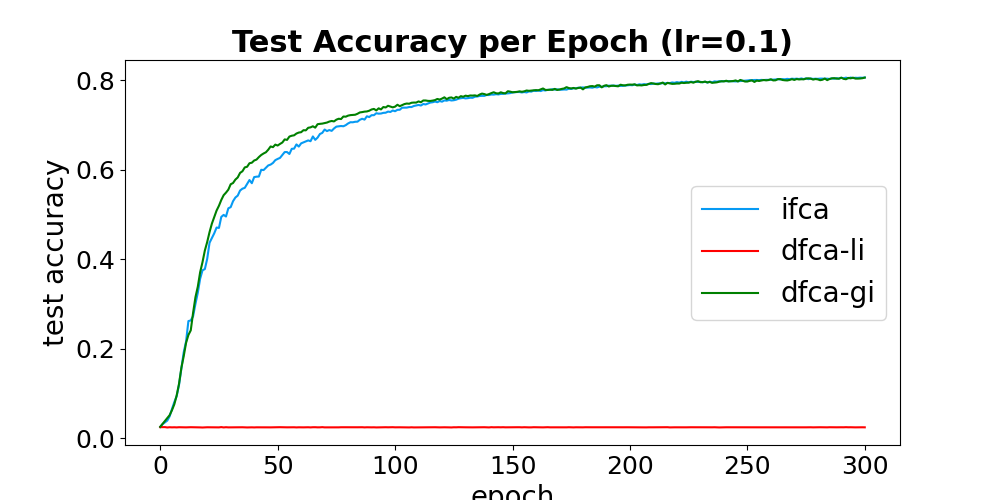 Test Accuracy per Epoch (lr=0.1)
test accuracy
0.8
0.6
0.4
0.2
0.0
ifca
dfca-li
dfca-gi
0 50 100 150 200 250 300
epoch